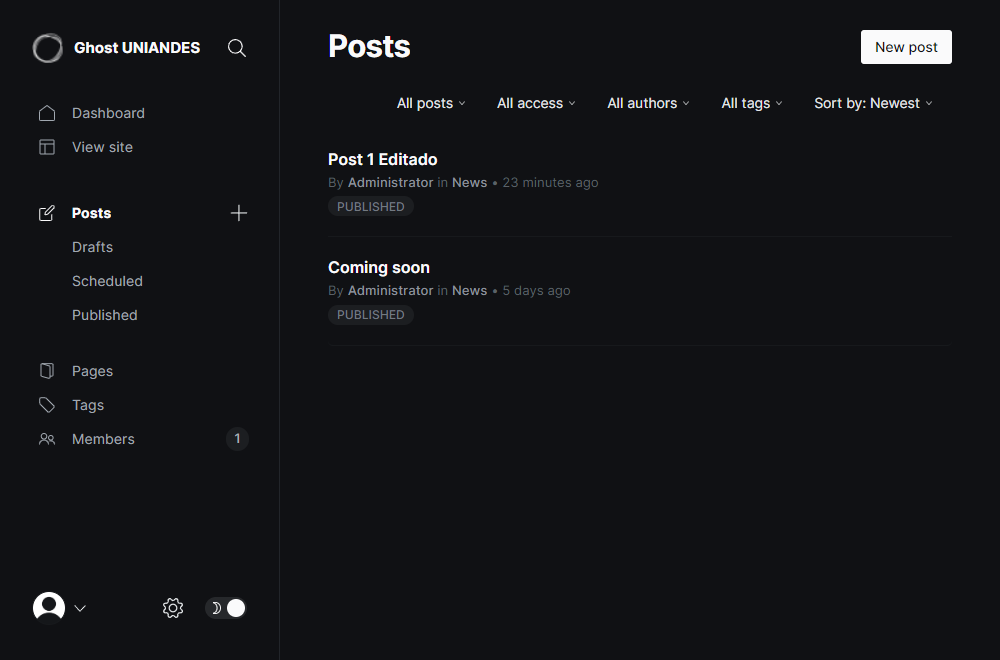 Ghost UNIANDES
Dashboard
View site
Posts
Drafts
Scheduled
Published
Pages
Tags
Members 1
Posts
New post
All posts All access All authors All tags Sort by: Newest
Post 1 Editado
By Administrator in News • 23 minutes ago
PUBLISHED
Coming soon
By Administrator in News • 5 days ago
PUBLISHED